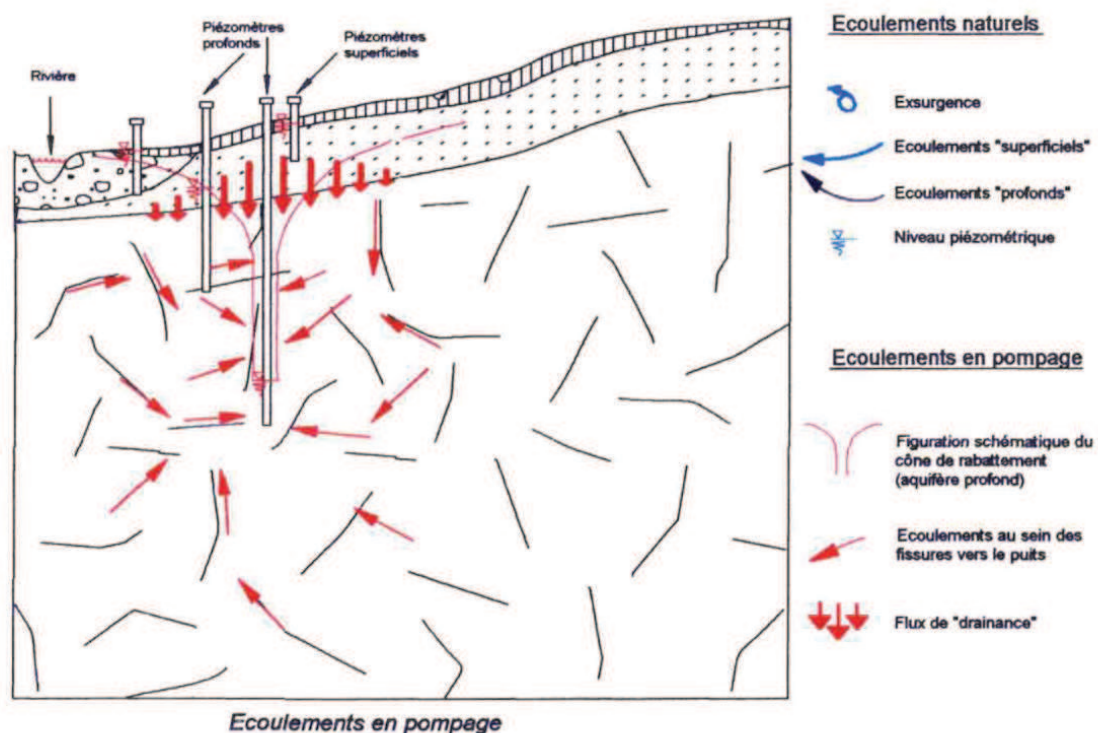 Piézomètres
profonds
Piézomètres
superficiels
Rivière
Ecoulements naturels
Exsurgence
Ecoulements "superficiels"
Ecoulements "profonds"
Niveau piézométrique
Ecoulements en pompage
Figuration schématique du
cône de rabattement
(aquifère profond)
Ecoulements au sein des
fissures vers le puits
Flux de "drainance"
Ecoulements en pompage